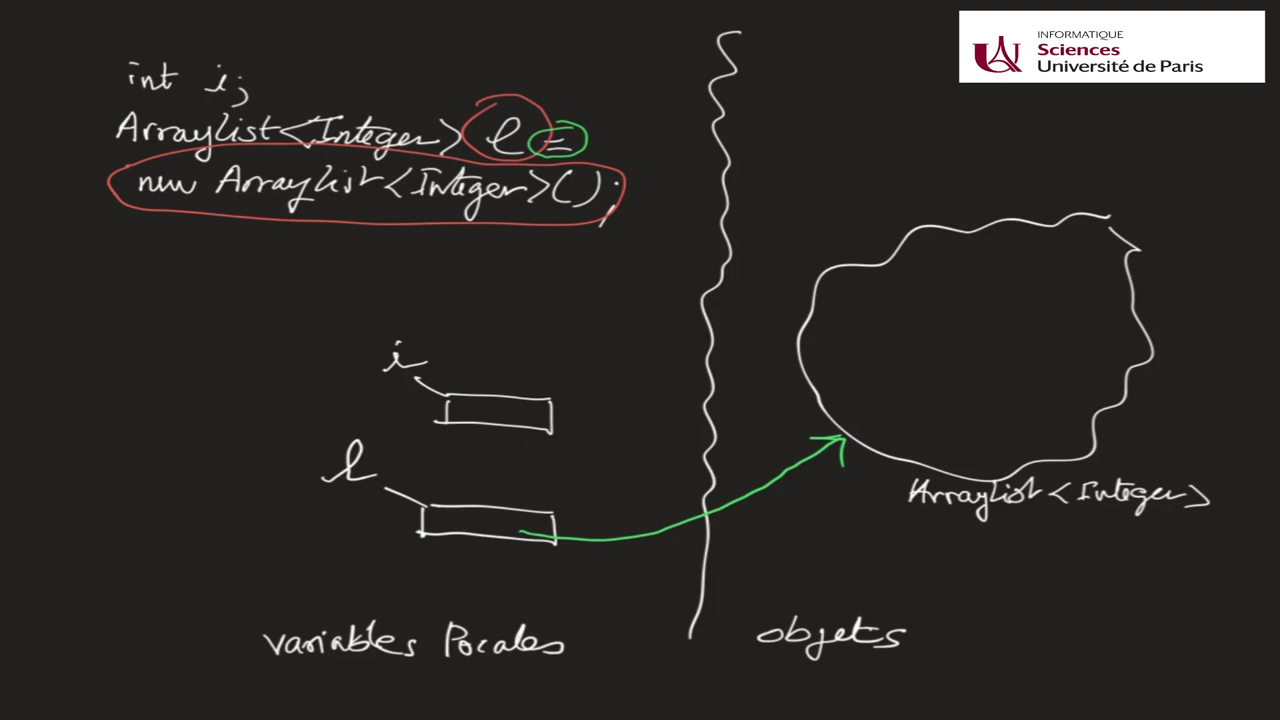 INFORMATIQUE
Sciences
Université de Paris
int i;
ArrayList<Integer> l =
new ArrayList<Integer>();
i
l
ArrayList<Integer>
variables locales
objets